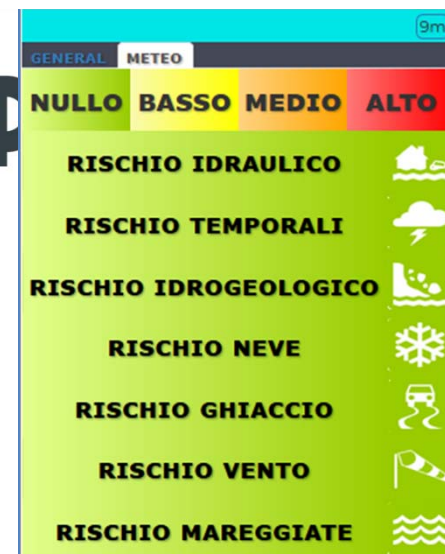 9m
GENERAL METEO
NULLO BASSO MEDIO ALTO
RISCHIO IDRAULICO
RISCHIO TEMPORALI
RISCHIO IDROGEOLOGICO
RISCHIO NEVE
RISCHIO GHIACCIO
RISCHIO VENTO
RISCHIO MAREGGIATE